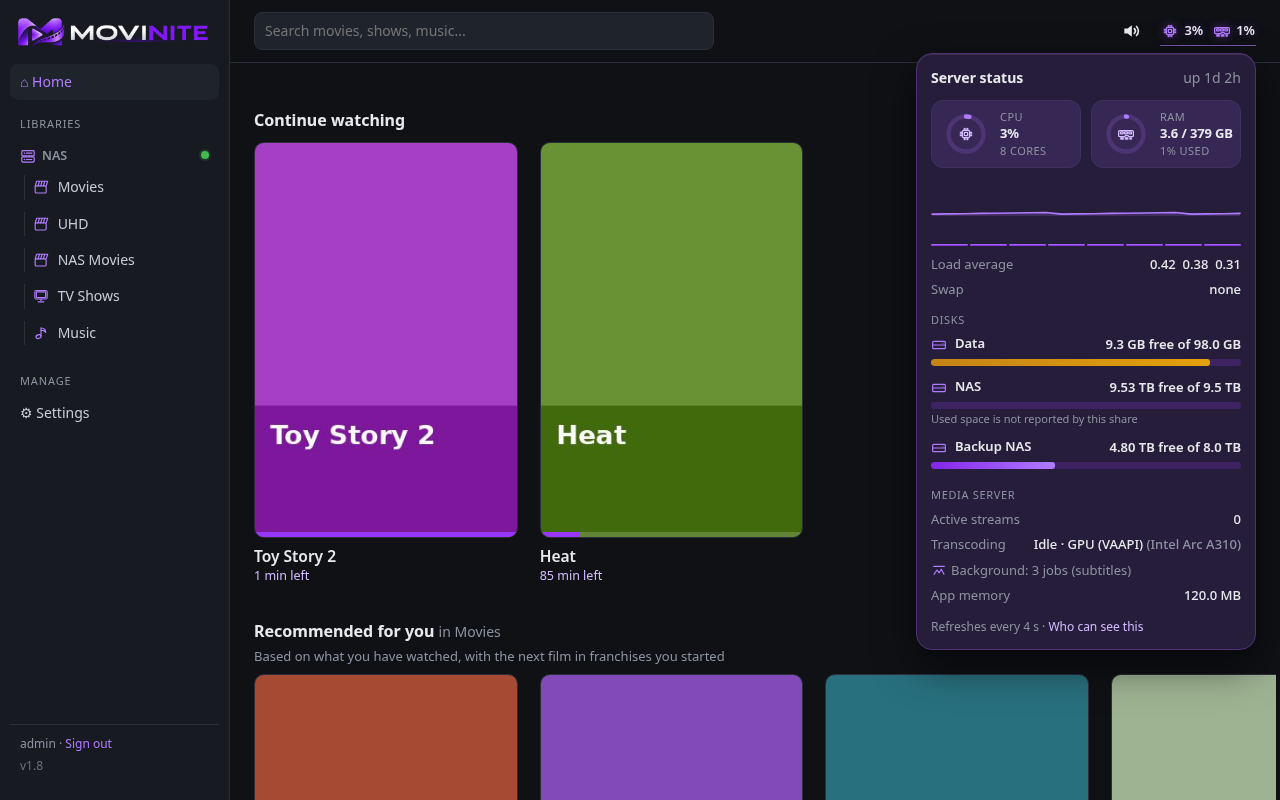 MOVINITE
Search movies, shows, music...
3% 1%
⌂ Home
LIBRARIES
NAS
Movies
UHD
NAS Movies
TV Shows
Music
MANAGE
⚙ Settings
admin · Sign out
v1.8
Continue watching
Toy Story 2
Heat
Toy Story 2
1 min left
Heat
85 min left
Recommended for you in Movies
Based on what you have watched, with the next film in franchises you started
Server status up 1d 2h
CPU
3%
8 CORES
RAM
3.6 / 379 GB
1% USED
Load average 0.42 0.38 0.31
Swap none
DISKS
Data 9.3 GB free of 98.0 GB
NAS 9.53 TB free of 9.5 TB
Used space is not reported by this share
Backup NAS 4.80 TB free of 8.0 TB
MEDIA SERVER
Active streams 0
Transcoding Idle · GPU (VAAPI) (Intel Arc A310)
Background: 3 jobs (subtitles)
App memory 120.0 MB
Refreshes every 4 s · Who can see this